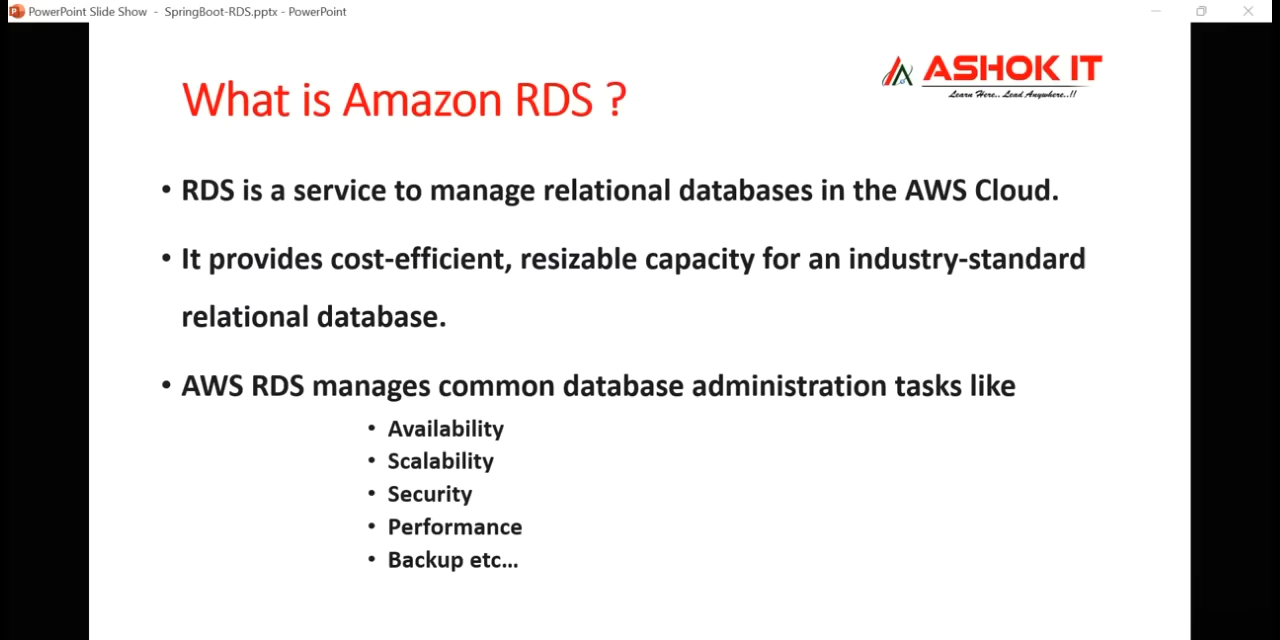 PowerPoint Slide Show - SpringBoot-RDS.pptx - PowerPoint
ASHOK IT
Learn Here.. Lead Anywhere..!!
What is Amazon RDS ?
• RDS is a service to manage relational databases in the AWS Cloud.
• It provides cost-efficient, resizable capacity for an industry-standard
relational database.
• AWS RDS manages common database administration tasks like
• Availability
• Scalability
• Security
• Performance
• Backup etc...